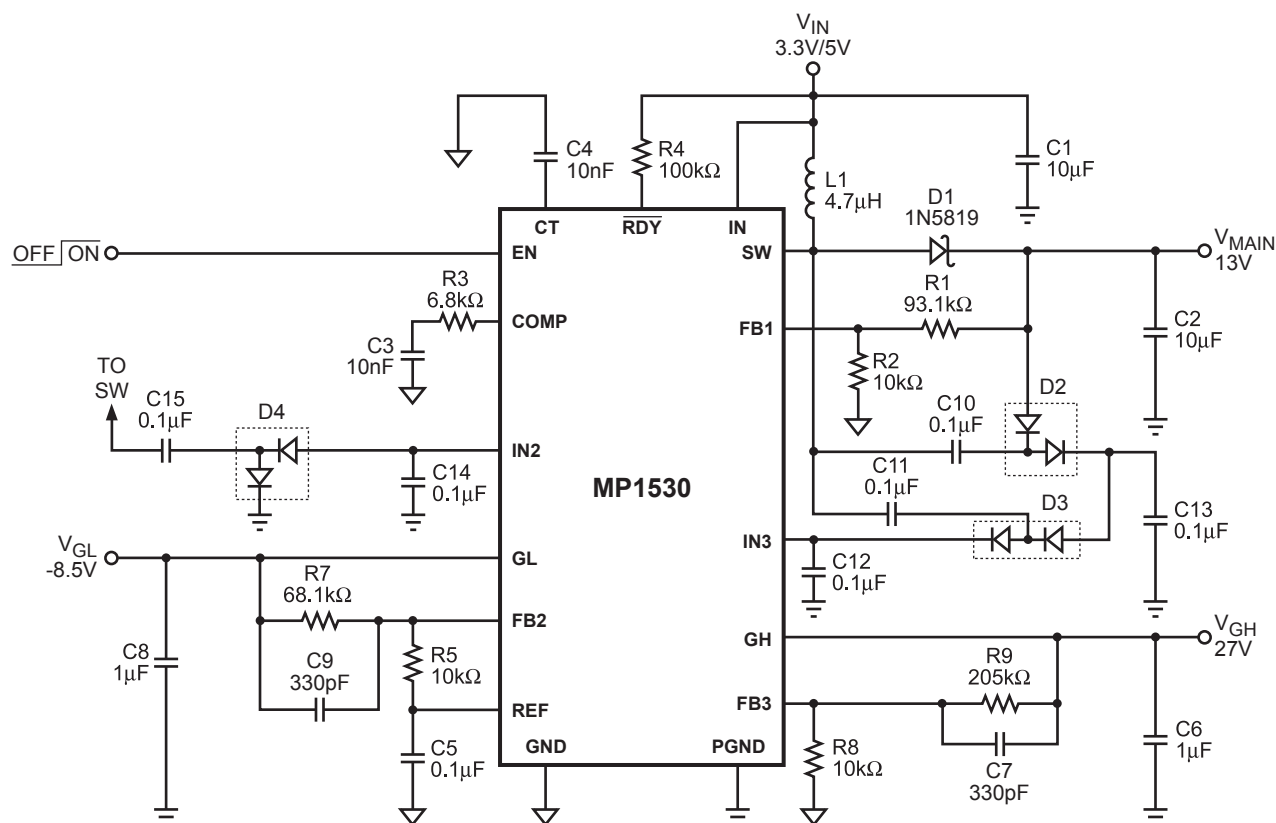 VIN
3.3V/5V
C4
10nF
R4
100kΩ
C1
10µF
L1
4.7µH
D1
1N5819
CT
RDY
IN
OFF ON
EN
SW
VMAIN
13V
R3
6.8kΩ
COMP
R1
93.1kΩ
FB1
C2
10µF
C3
10nF
R2
10kΩ
TO
SW
C15
0.1µF
D4
D2
C10
0.1µF
IN2
C14
0.1µF
MP1530
C11
0.1µF
D3
C13
0.1µF
IN3
C12
0.1µF
VGL
-8.5V
GL
R7
68.1kΩ
FB2
GH
VGH
27V
C8
1µF
C9
330pF
R5
10kΩ
R9
205kΩ
REF
FB3
C5
0.1µF
GND
PGND
R8
10kΩ
C7
330pF
C6
1µF